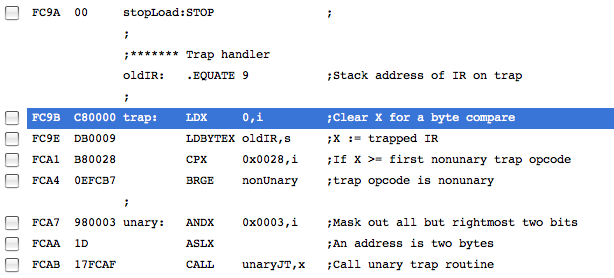 FC9A 00 stopLoad:STOP ;
;
;******* Trap handler
oldIR: .EQUATE 9 ;Stack address of IR on trap
;
FC9B C80000 trap: LDX 0,i ;Clear X for a byte compare
FC9E DB0009 LDBYTEX oldIR,s ;X := trapped IR
FCA1 B80028 CPX 0x0028,i ;If X >= first nonunary trap opcode
FCA4 0EFCB7 BRGE nonUnary ;trap opcode is nonunary
;
FCA7 980003 unary: ANDX 0x0003,i ;Mask out all but rightmost two bits
FCAA 1D ASLX ;An address is two bytes
FCAB 17FCAF CALL unaryJT,x ;Call unary trap routine